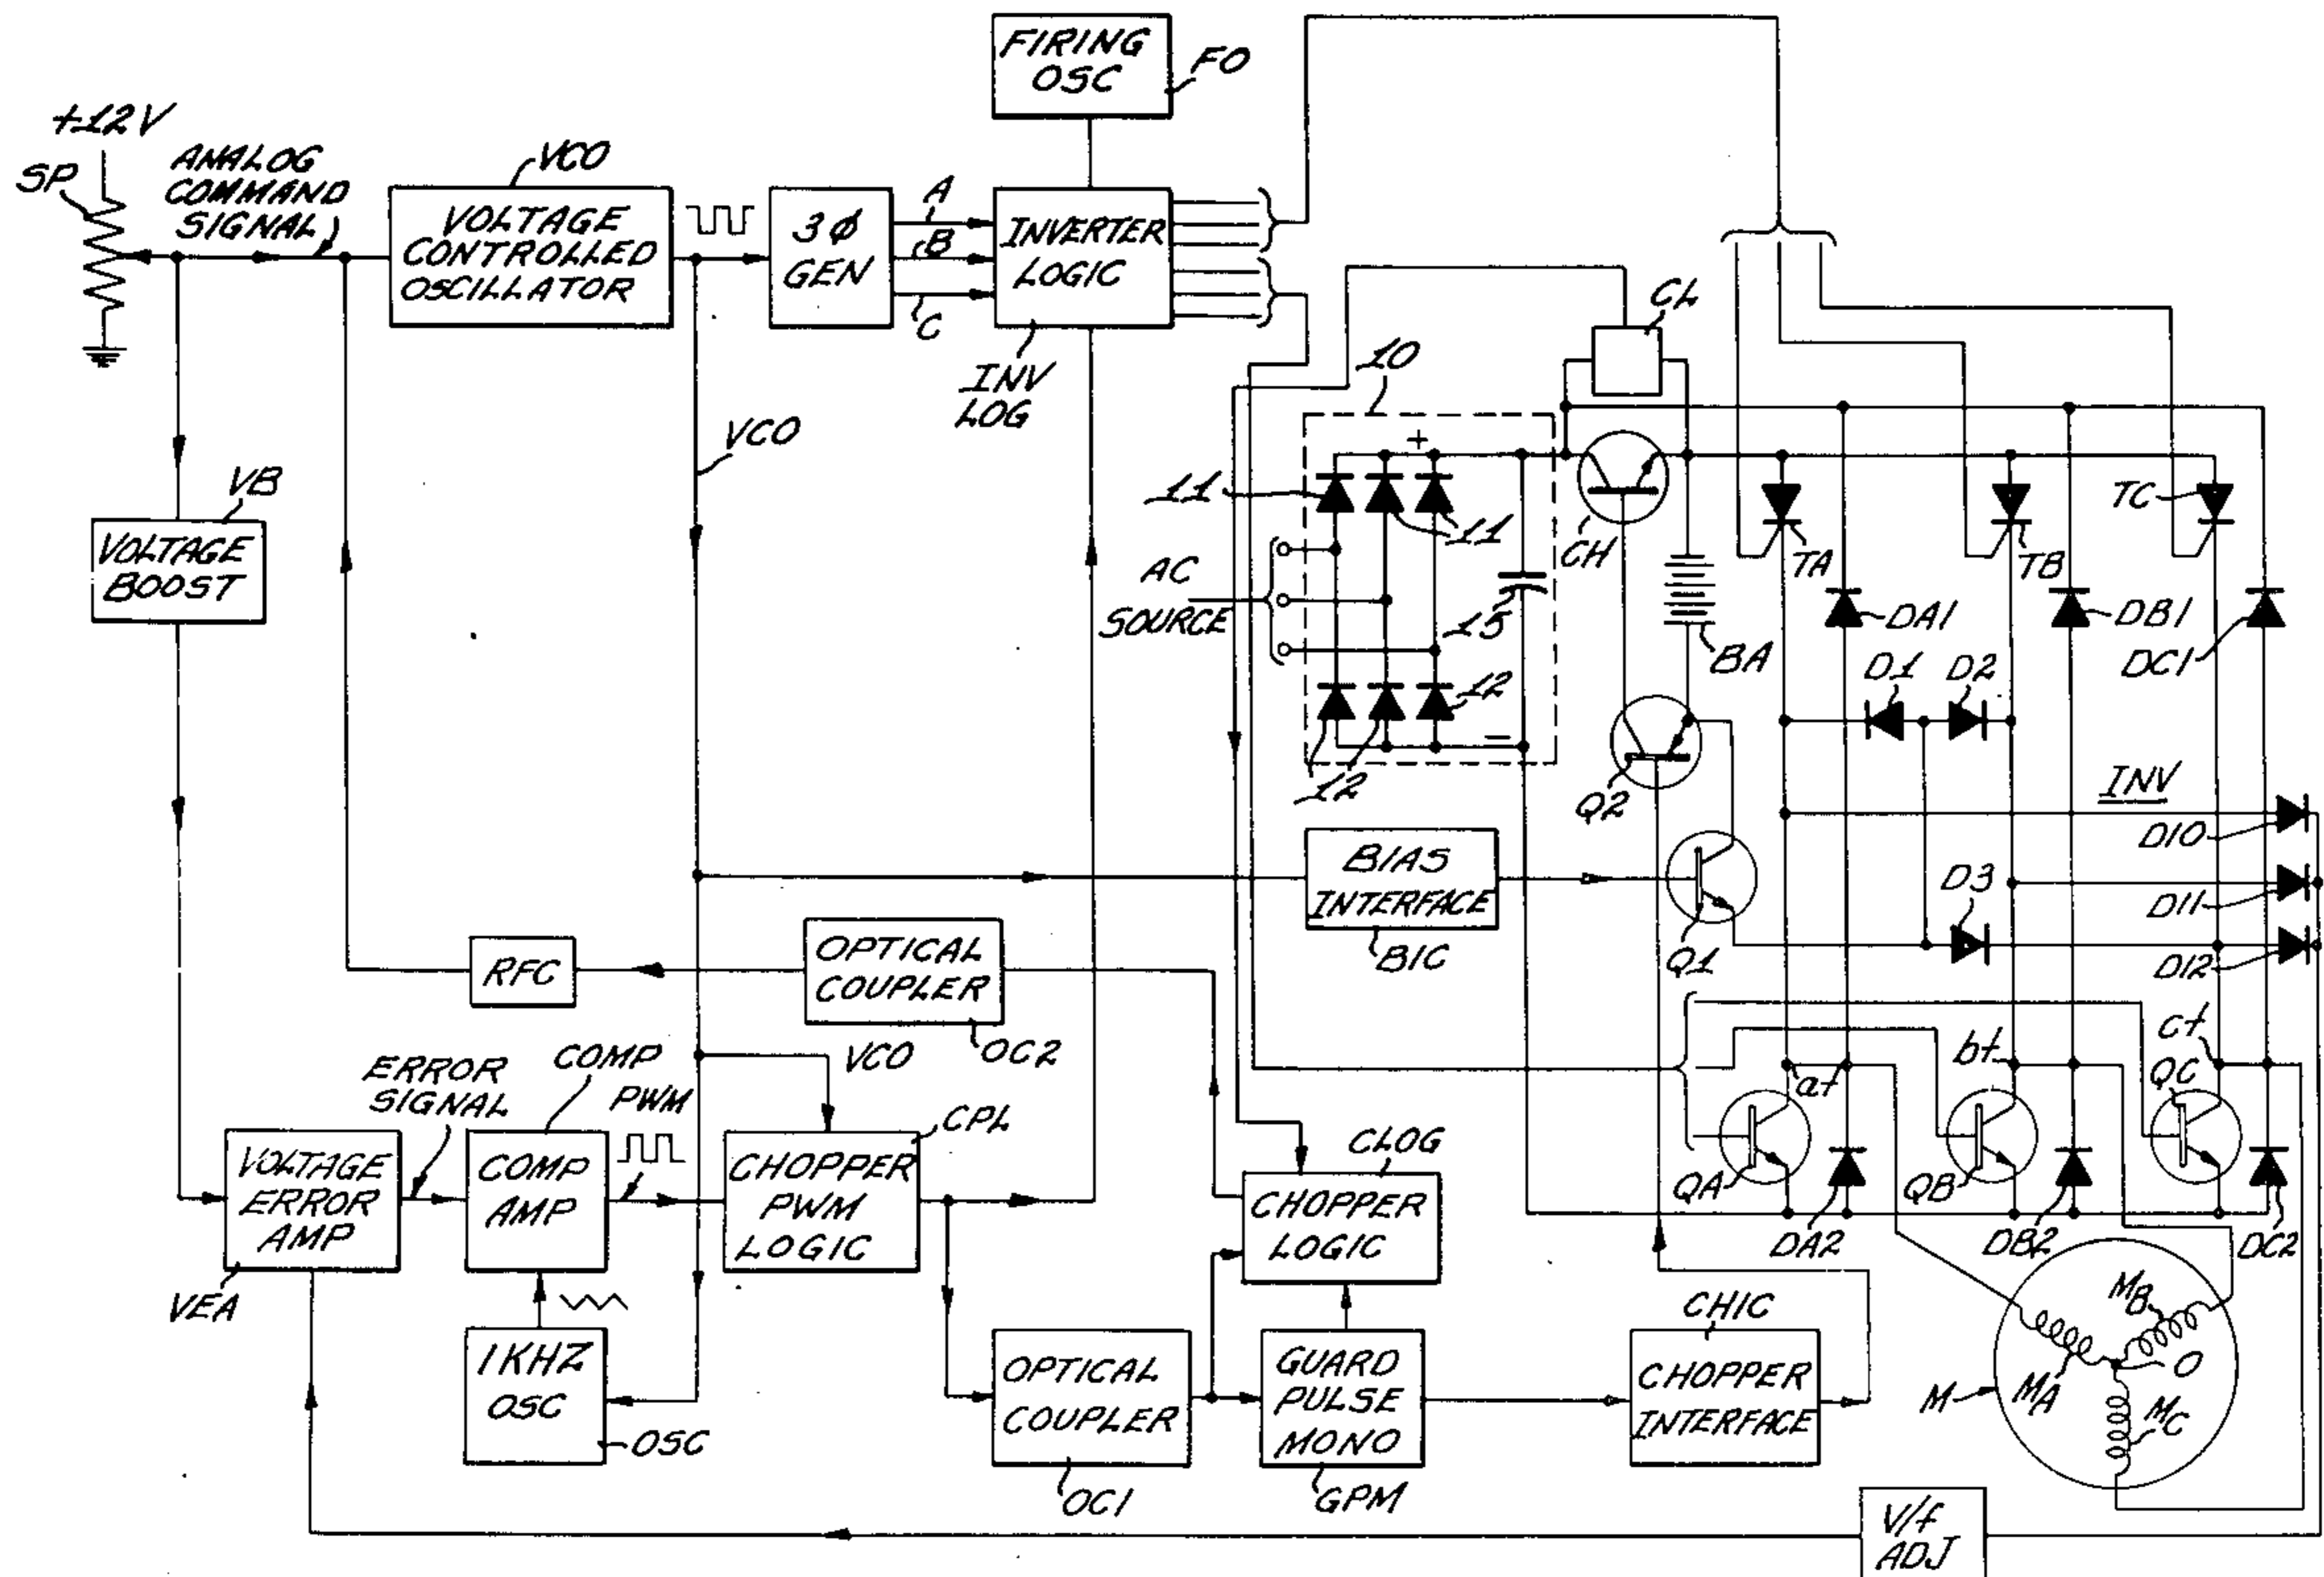 FIRING
OSC
FO
+12V
SP
ANALOG
COMMAND
SIGNAL
VCO
VOLTAGE
CONTROLLED
OSCILLATOR
3Φ
GEN
A
B
C
INVERTER
LOGIC
INV
LOG
CL
10
VCO
VB
VOLTAGE
BOOST
+
11
11
CH
AC
SOURCE
15
BA
TA
TB
TC
DA1
DB1
DC1
D1
D2
12
12
−
Q2
INV
D10
D11
D12
D3
BIAS
INTERFACE
BIC
Q1
RFC
OPTICAL
COUPLER
OC2
VCO
ERROR
SIGNAL
COMP
PWM
CPL
CLOG
at
bt
ct
QC
QA
QB
DA2
DB2
DC2
VOLTAGE
ERROR
AMP
VEA
COMP
AMP
CHOPPER
PWM
LOGIC
CHOPPER
LOGIC
1KHZ
OSC
OSC
OPTICAL
COUPLER
OC1
GUARD
PULSE
MONO
GPM
CHIC
CHOPPER
INTERFACE
M
MA
MB
MC
O
V/f
ADJ